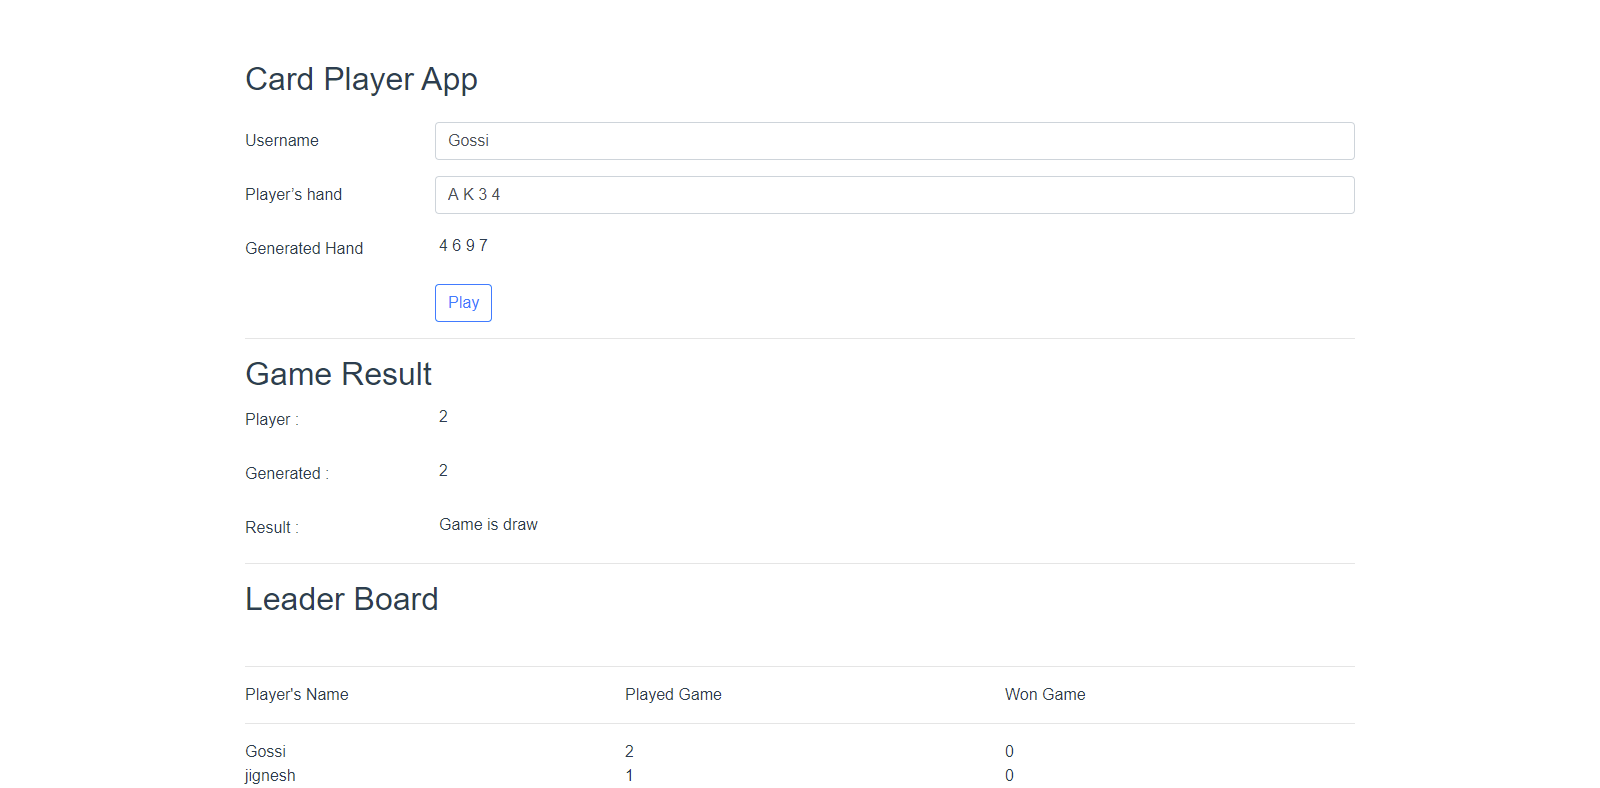 Card Player App
Username Gossi
Player’s hand A K 3 4
Generated Hand 4 6 9 7
Play
Game Result
Player : 2
Generated : 2
Result : Game is draw
Leader Board
Player's Name Played Game Won Game
Gossi 2 0
jignesh 1 0